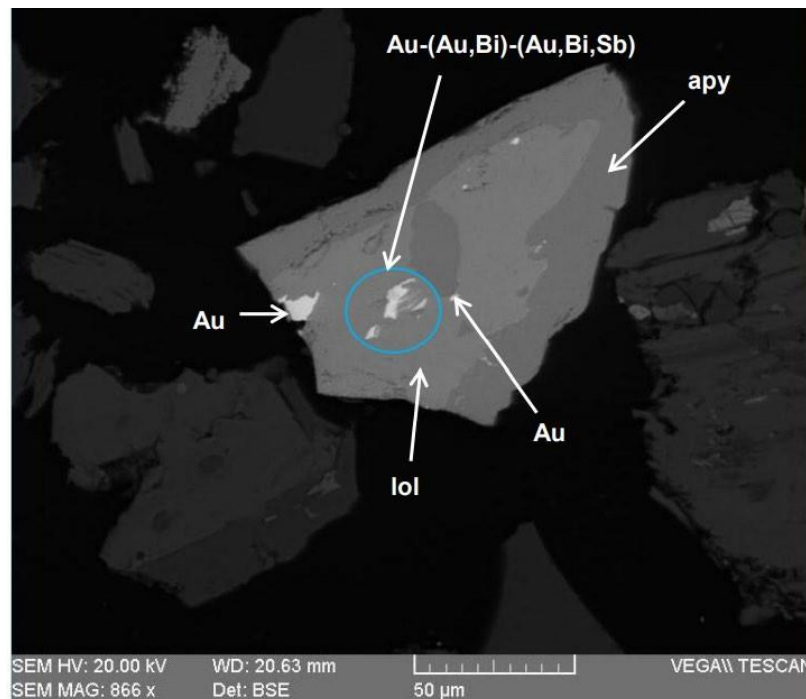 Au-(Au,Bi)-(Au,Bi,Sb)
apy
Au
Au
lol
SEM HV: 20.00 kV WD: 20.63 mm VEGA\\ TESCAN
SEM MAG: 866 x Det: BSE 50 µm